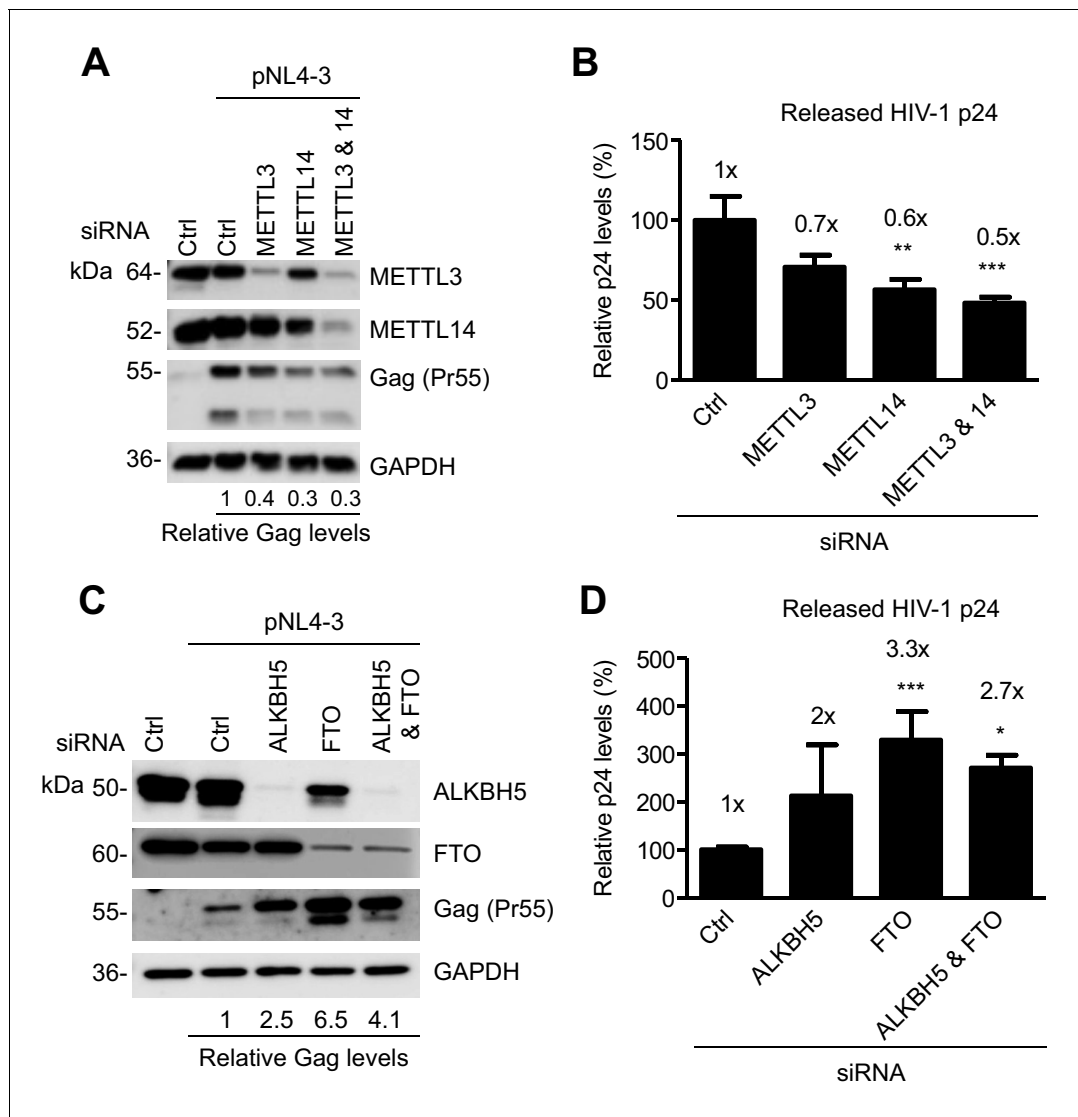 A
pNL4-3
siRNA
Ctrl
Ctrl
METTL3
METTL14
METTL3 & 14
kDa
64-
METTL3
52-
METTL14
55-
Gag (Pr55)
36-
GAPDH
1 0.4 0.3 0.3
Relative Gag levels
B
Released HIV-1 p24
Relative p24 levels (%)
150
100
50
0
1x
0.7x
0.6x
**
0.5x
***
Ctrl
METTL3
METTL14
METTL3 & 14
siRNA
C
pNL4-3
siRNA
Ctrl
Ctrl
ALKBH5
FTO
ALKBH5
& FTO
kDa
50-
ALKBH5
60-
FTO
55-
Gag (Pr55)
36-
GAPDH
1 2.5 6.5 4.1
Relative Gag levels
D
Released HIV-1 p24
Relative p24 levels (%)
500
400
300
200
100
0
1x
2x
3.3x
***
2.7x
*
Ctrl
ALKBH5
FTO
ALKBH5 & FTO
siRNA